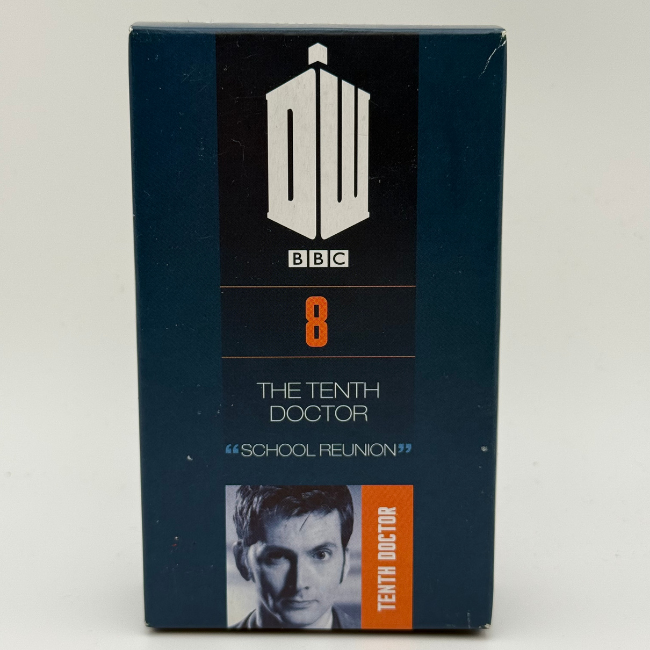 DW
BBC
8
THE TENTH
DOCTOR
“SCHOOL REUNION”
TENTH DOCTOR